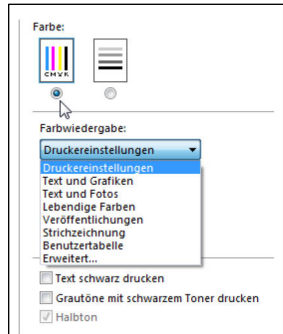 Farbe:
CMYK
Farbwiedergabe:
Druckereinstellungen
Druckereinstellungen
Text und Grafiken
Text und Fotos
Lebendige Farben
Veröffentlichungen
Strichzeichnung
Benutzertabelle
Erweitert...
Text schwarz drucken
Grautöne mit schwarzem Toner drucken
Halbton